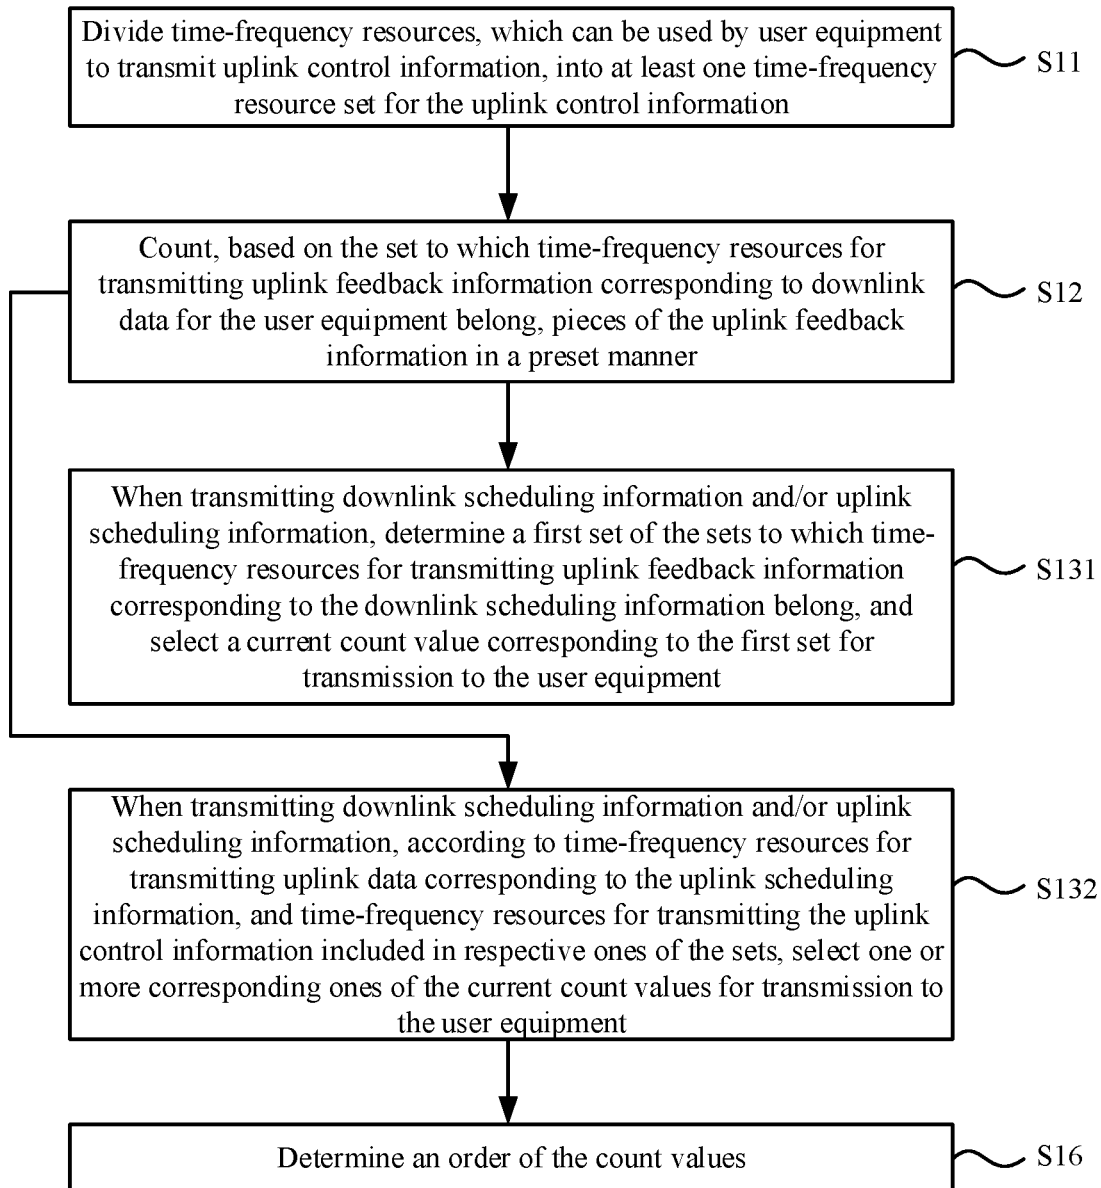 Divide time-frequency resources, which can be used by user equipment
to transmit uplink control information, into at least one time-frequency
resource set for the uplink control information
S11
Count, based on the set to which time-frequency resources for
transmitting uplink feedback information corresponding to downlink
data for the user equipment belong, pieces of the uplink feedback
information in a preset manner
S12
When transmitting downlink scheduling information and/or uplink
scheduling information, determine a first set of the sets to which time-
frequency resources for transmitting uplink feedback information
corresponding to the downlink scheduling information belong, and
select a current count value corresponding to the first set for
transmission to the user equipment
S131
When transmitting downlink scheduling information and/or uplink
scheduling information, according to time-frequency resources for
transmitting uplink data corresponding to the uplink scheduling
information, and time-frequency resources for transmitting the uplink
control information included in respective ones of the sets, select one or
more corresponding ones of the current count values for transmission to
the user equipment
S132
Determine an order of the count values
S16